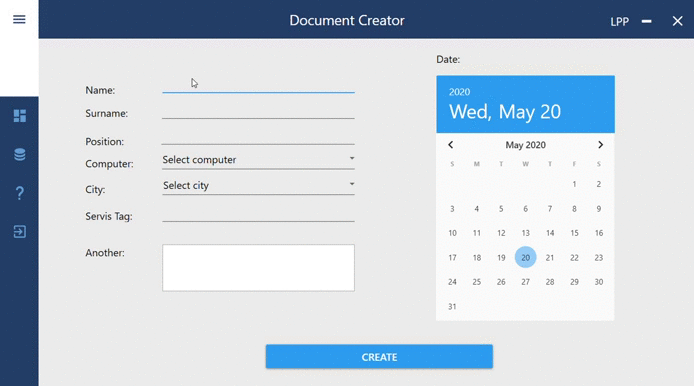 Document Creator
LPP
Date:
Name:
Surname:
Position:
Computer: Select computer
City: Select city
Servis Tag:
Another:
2020
Wed, May 20
May 2020
S M T W T F S
1 2
3 4 5 6 7 8 9
10 11 12 13 14 15 16
17 18 19 20 21 22 23
24 25 26 27 28 29 30
31
CREATE